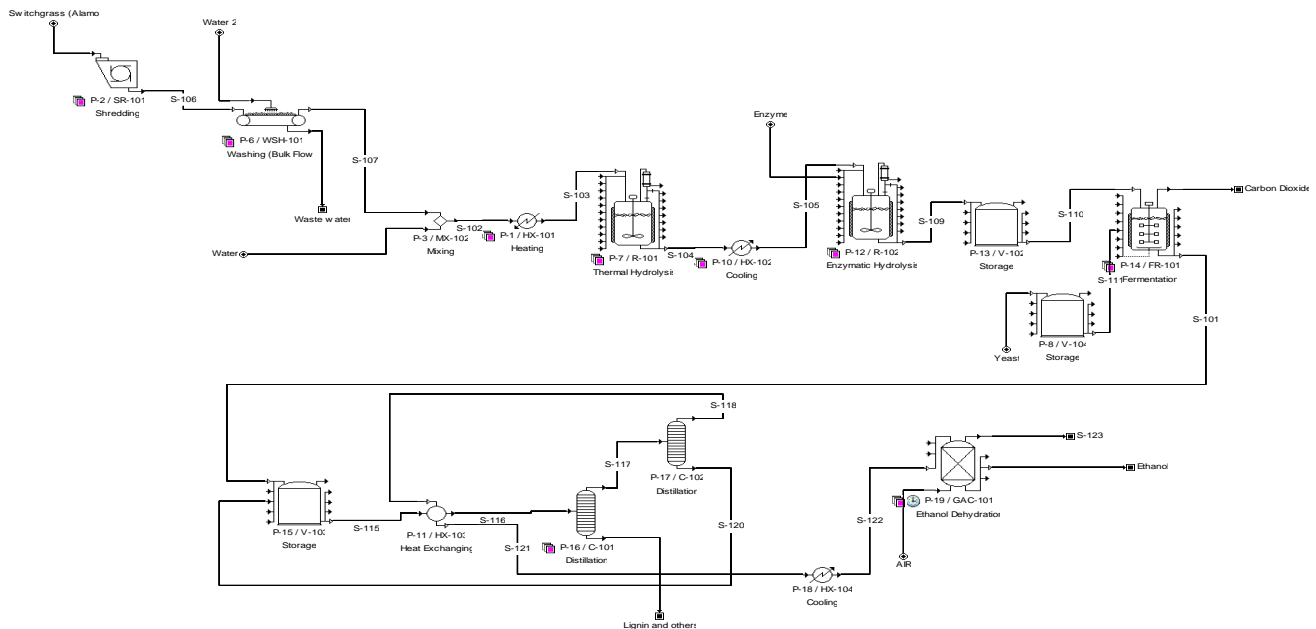 Switchgrass (Alamo
P-2 / SR-101
Shredding
S-106
Water 2
P-6 / WSH-101
Washing (Bulk Flow
Waste water
S-107
Water
P-3 / MX-102
Mixing
S-102
P-1 / HX-101
Heating
S-103
P-7 / R-101
Thermal Hydrolysis
S-104
P-10 / HX-102
Cooling
Enzyme
S-105
P-12 / R-102
Enzymatic Hydrolysis
S-109
P-13 / V-102
Storage
S-110
Carbon Dioxide
P-14 / FR-101
Fermentation
S-111
P-8 / V-104
Storage
Yeast
S-101
S-118
S-117
P-17 / C-102
Distillation
S-120
P-15 / V-103
Storage
S-115
P-11 / HX-103
Heat Exchanging
S-116
S-121
P-16 / C-101
Distillation
Lignin and others
P-18 / HX-104
Cooling
S-122
P-19 / GAC-101
Ethanol Dehydration
AIR
S-123
Ethanol